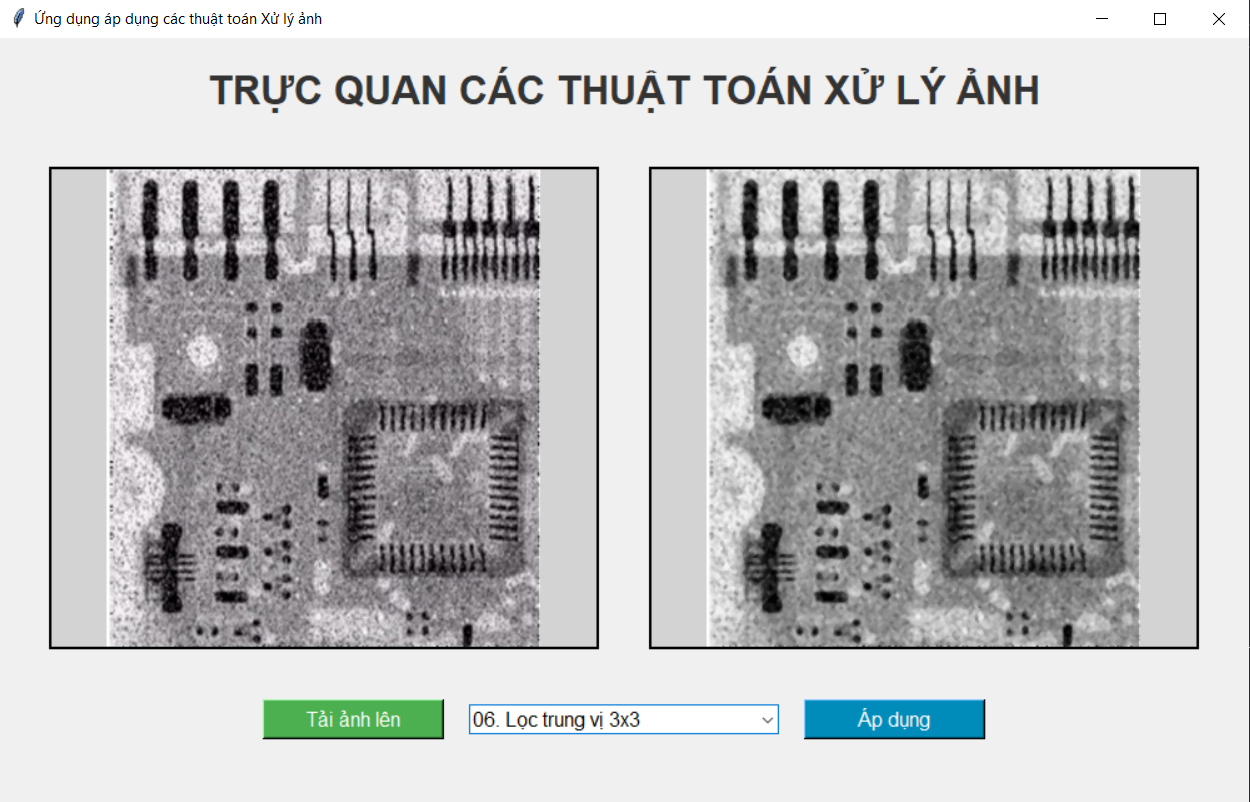 Ứng dụng áp dụng các thuật toán Xử lý ảnh
TRỰC QUAN CÁC THUẬT TOÁN XỬ LÝ ẢNH
Tải ảnh lên
06. Lọc trung vị 3x3
Áp dụng